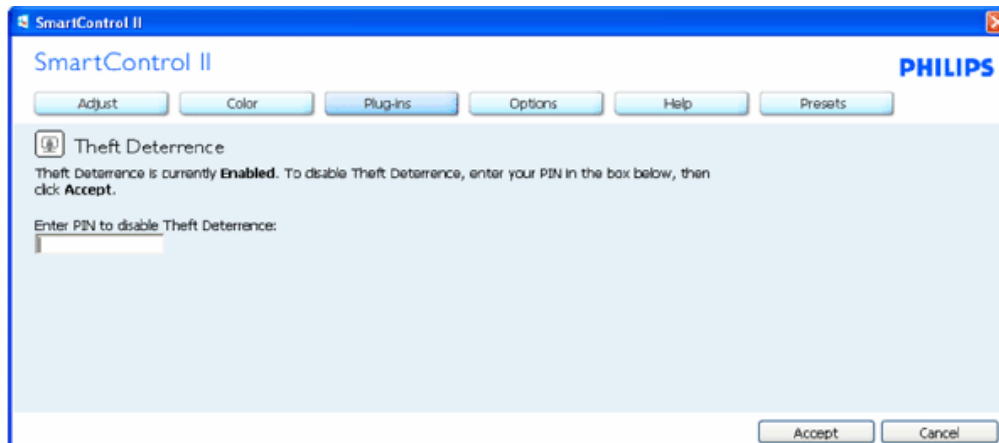 SmartControl II
SmartControl II
PHILIPS
Adjust Color Plug-ins Options Help Presets
Theft Deterrence
Theft Deterrence is currently Enabled. To disable Theft Deterrence, enter your PIN in the box below, then
click Accept.
Enter PIN to disable Theft Deterrence:
Accept Cancel